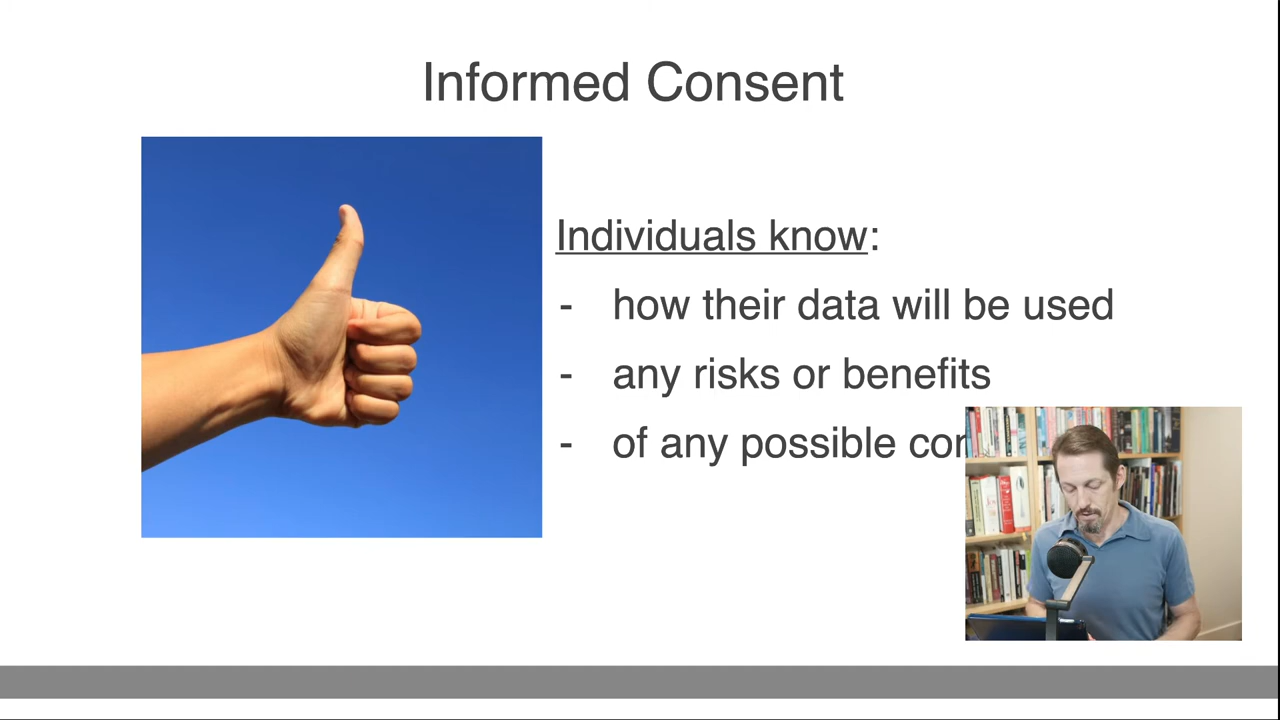 Informed Consent
Individuals know:
- how their data will be used
- any risks or benefits
- of any possible